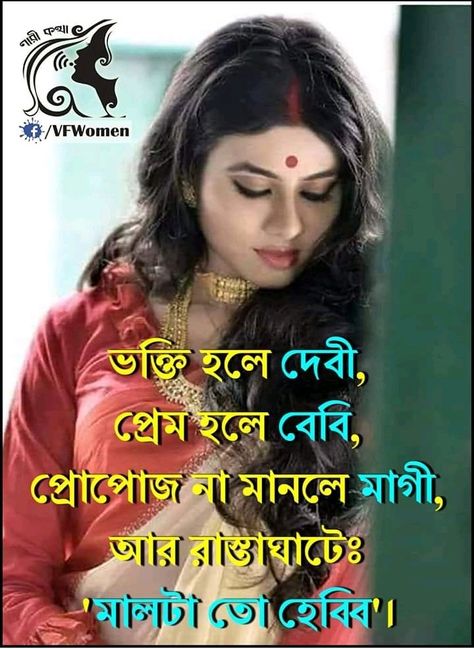 নারী কথা
f/VFWomen
ভক্তি হলে দেবী,
প্রেম হলে বেবি,
প্রোপোজ না মানলে মাগী,
আর রাস্তাঘাটেঃ
'মালটা তো হেব্বি'।